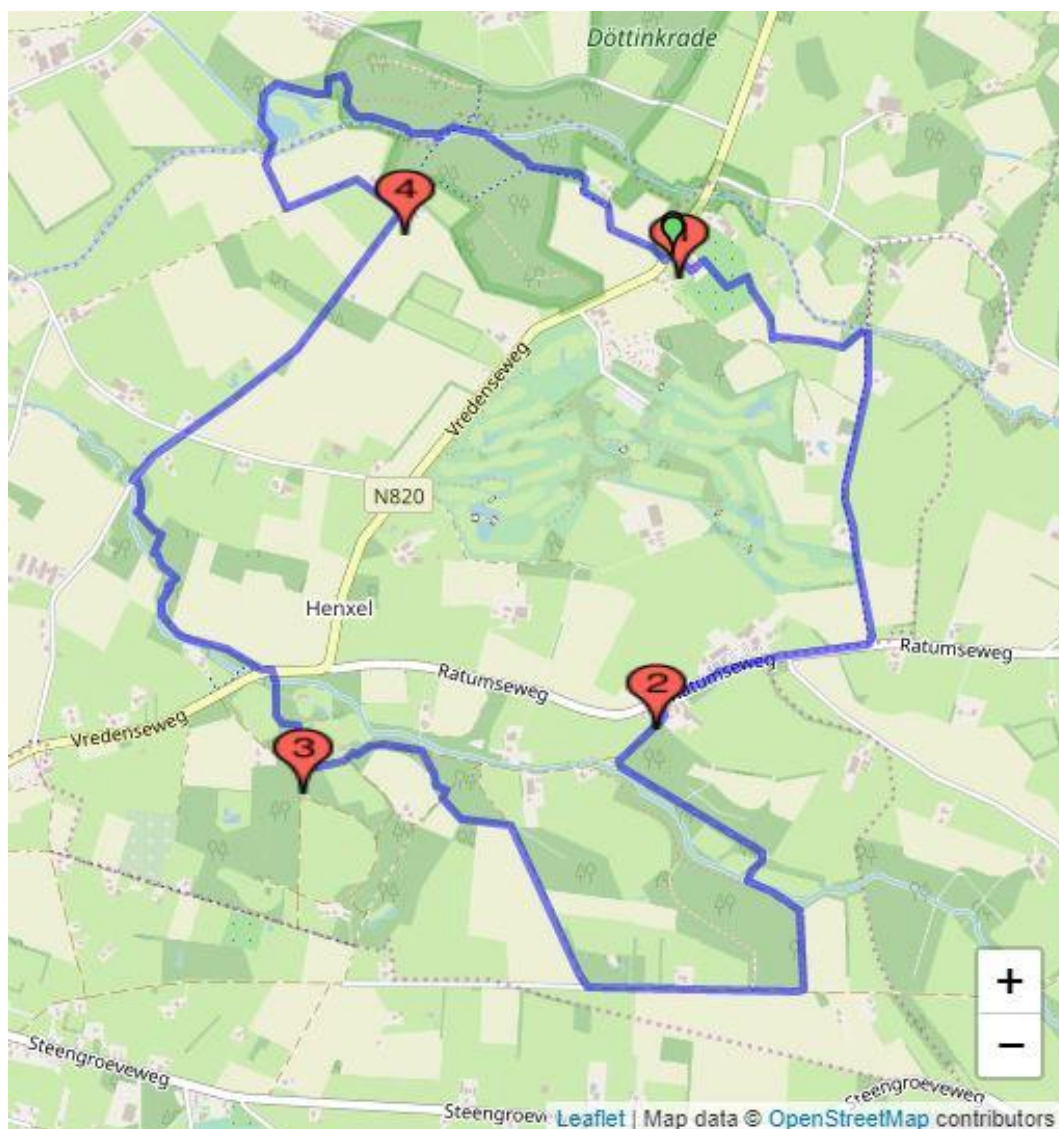 Döttinkrade
4
1
Vredenseweg
N820
Henxel
Ratumseweg
Ratumseweg
2
Ratumseweg
Vredenseweg
3
+
−
Steengroeveweg
Steengroeveweg
Steengroev
Leaflet | Map data © OpenStreetMap contributors